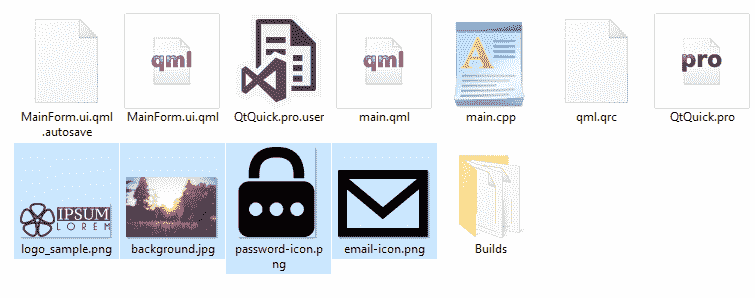 qml
qml
pro
MainForm.ui.qml
.autosave
MainForm.ui.qml
QtQuick.pro.user
main.qml
main.cpp
qml.qrc
QtQuick.pro
IPSUM
LOREM
logo_sample.png
background.jpg
password-icon.p
ng
email-icon.png
Builds